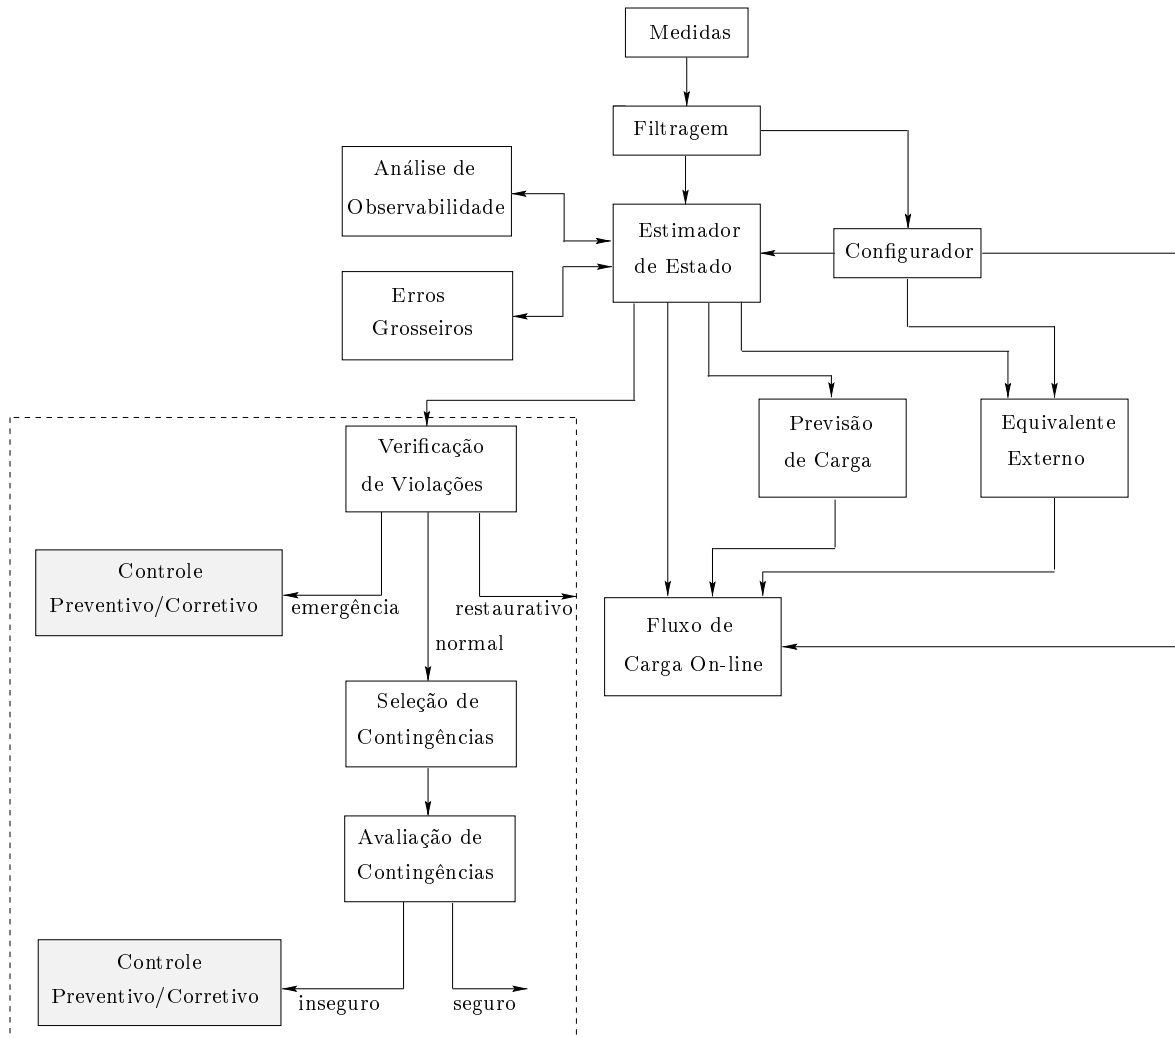 Medidas
Filtragem
Análise de
Observabilidade
Estimador
de Estado
Configurador
Erros
Grosseiros
Previsão
de Carga
Equivalente
Externo
Verificação
de Violações
Controle
Preventivo/Corretivo
emergência
restaurativo
normal
Fluxo de
Carga On-line
Seleção de
Contingências
Avaliação de
Contingências
Controle
Preventivo/Corretivo
inseguro
seguro